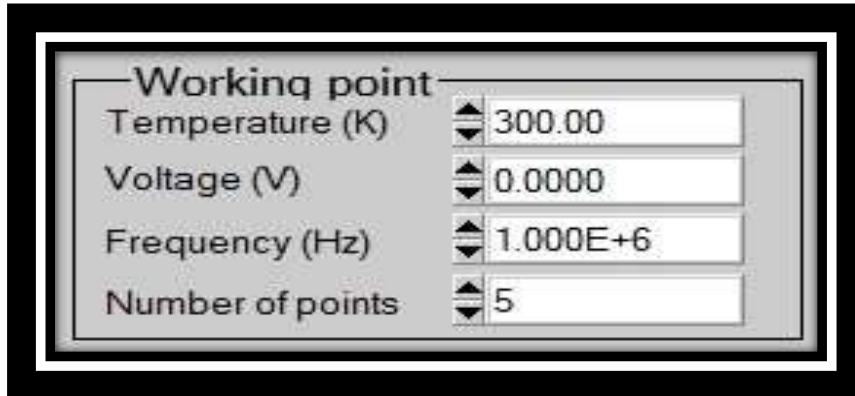 Working point
Temperature (K) 300.00
Voltage (V) 0.0000
Frequency (Hz) 1.000E+6
Number of points 5